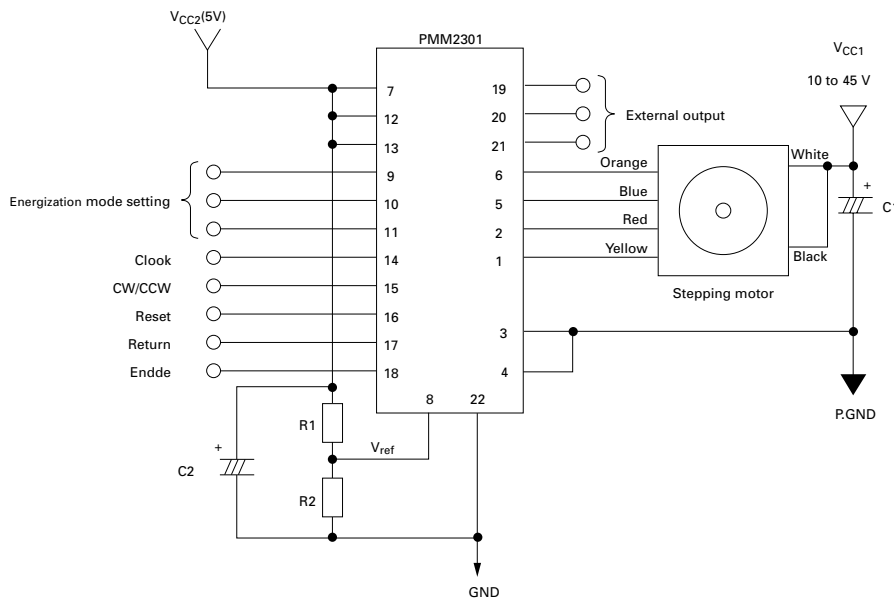 VCC2(5V)
PMM2301
VCC1
10 to 45 V
7
12
13
9
10
11
14
15
16
17
18
19
20
21
6
5
2
1
3
4
8
22
External output
Energization mode setting
Clook
CW/CCW
Reset
Return
Endde
Orange
Blue
Red
Yellow
White
Black
Stepping motor
+
C1
P.GND
R1
Vref
+
C2
R2
GND